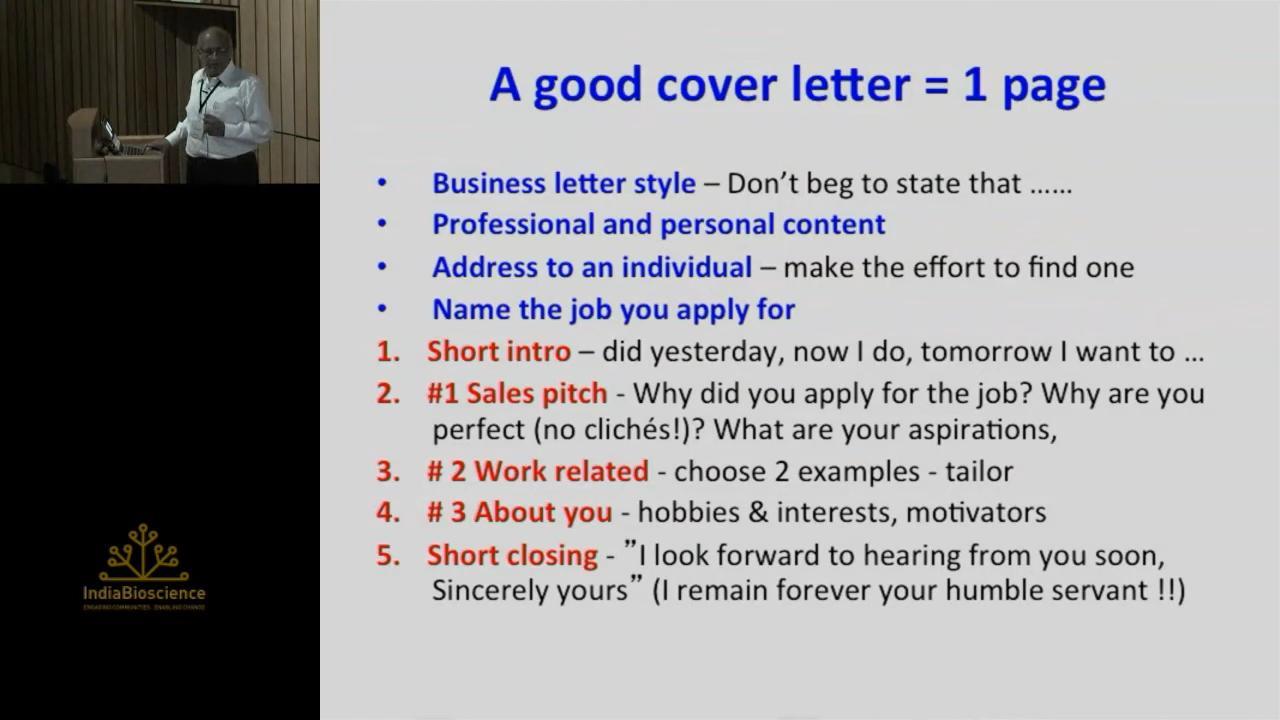 A good cover letter = 1 page
• Business letter style – Don't beg to state that ......
• Professional and personal content
• Address to an individual – make the effort to find one
• Name the job you apply for
1. Short intro – did yesterday, now I do, tomorrow I want to ...
2. #1 Sales pitch - Why did you apply for the job? Why are you
perfect (no clichés!)? What are your aspirations,
3. # 2 Work related - choose 2 examples - tailor
4. # 3 About you - hobbies & interests, motivators
5. Short closing - ”I look forward to hearing from you soon,
Sincerely yours” (I remain forever your humble servant !!)
IndiaBioscience
ENGAGING COMMUNITIES . ENABLING CHANGE